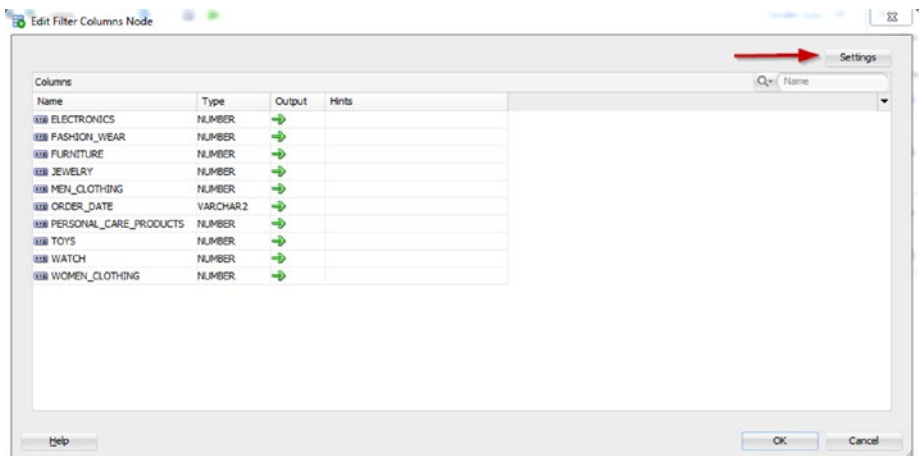 Edit Filter Columns Node
Settings
Columns
Name
Name Type Output Hints
ELECTRONICS NUMBER
FASHION_WEAR NUMBER
FURNITURE NUMBER
JEWELRY NUMBER
MEN_CLOTHING NUMBER
ORDER_DATE VARCHAR2
PERSONAL_CARE_PRODUCTS NUMBER
TOYS NUMBER
WATCH NUMBER
WOMEN_CLOTHING NUMBER
Help OK Cancel